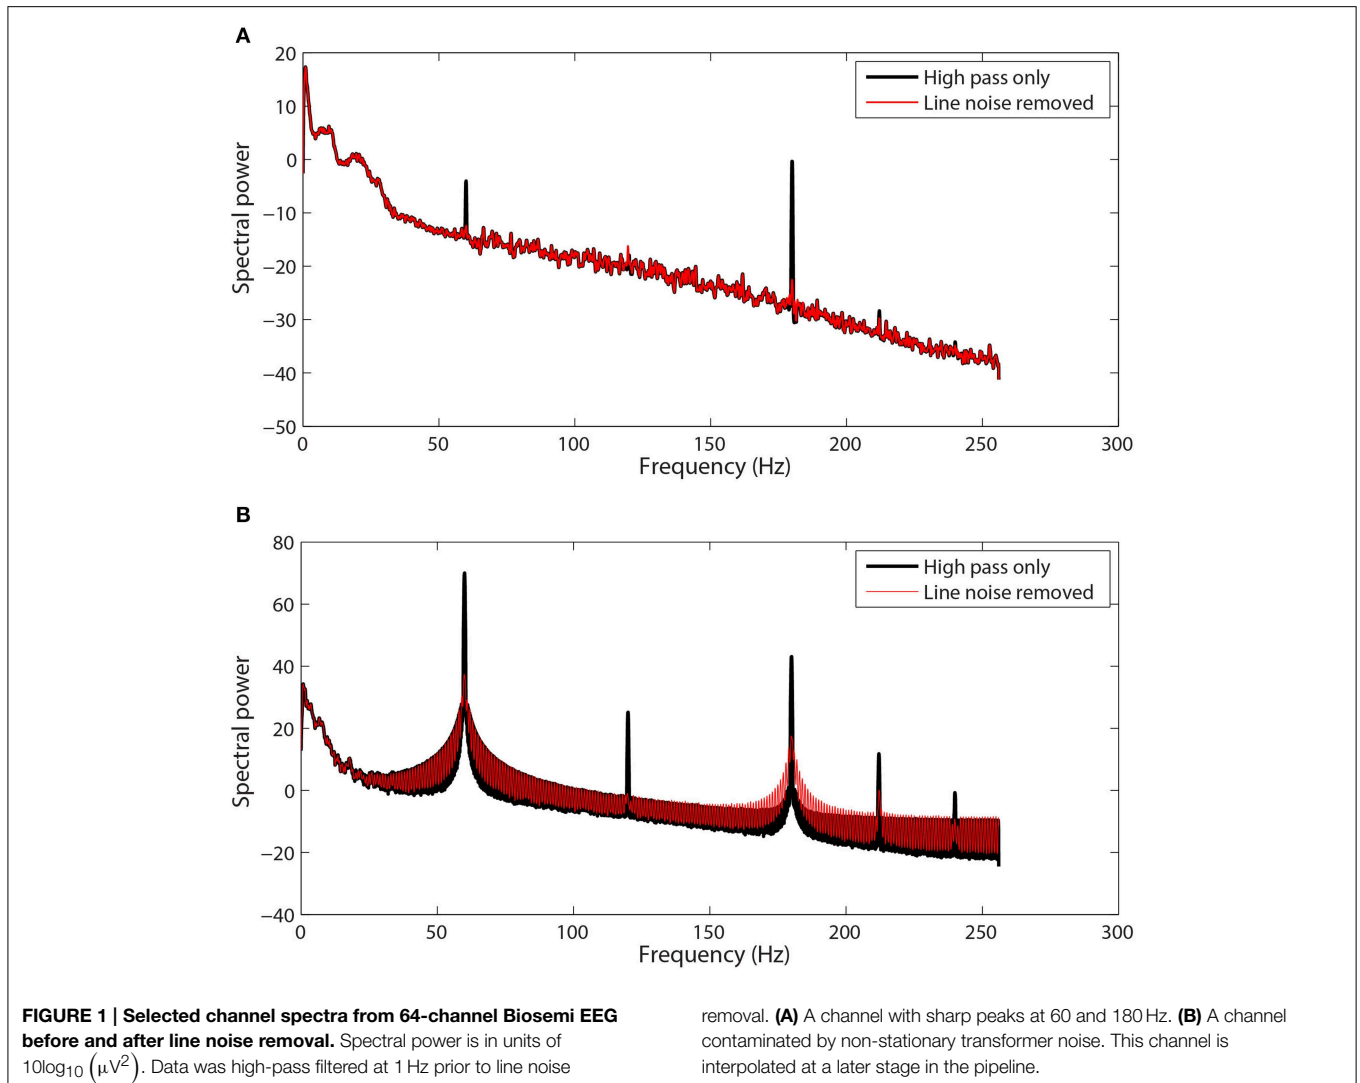 A
20
10
0
−10
−20
−30
−40
−50
Spectral power
High pass only
Line noise removed
0 50 100 150 200 250 300
Frequency (Hz)
B
80
60
40
20
0
−20
−40
Spectral power
High pass only
Line noise removed
0 50 100 150 200 250 300
Frequency (Hz)
FIGURE 1 | Selected channel spectra from 64-channel Biosemi EEG
before and after line noise removal. Spectral power is in units of
10log₁₀ (μV²). Data was high-pass filtered at 1 Hz prior to line noise
removal. (A) A channel with sharp peaks at 60 and 180 Hz. (B) A channel
contaminated by non-stationary transformer noise. This channel is
interpolated at a later stage in the pipeline.